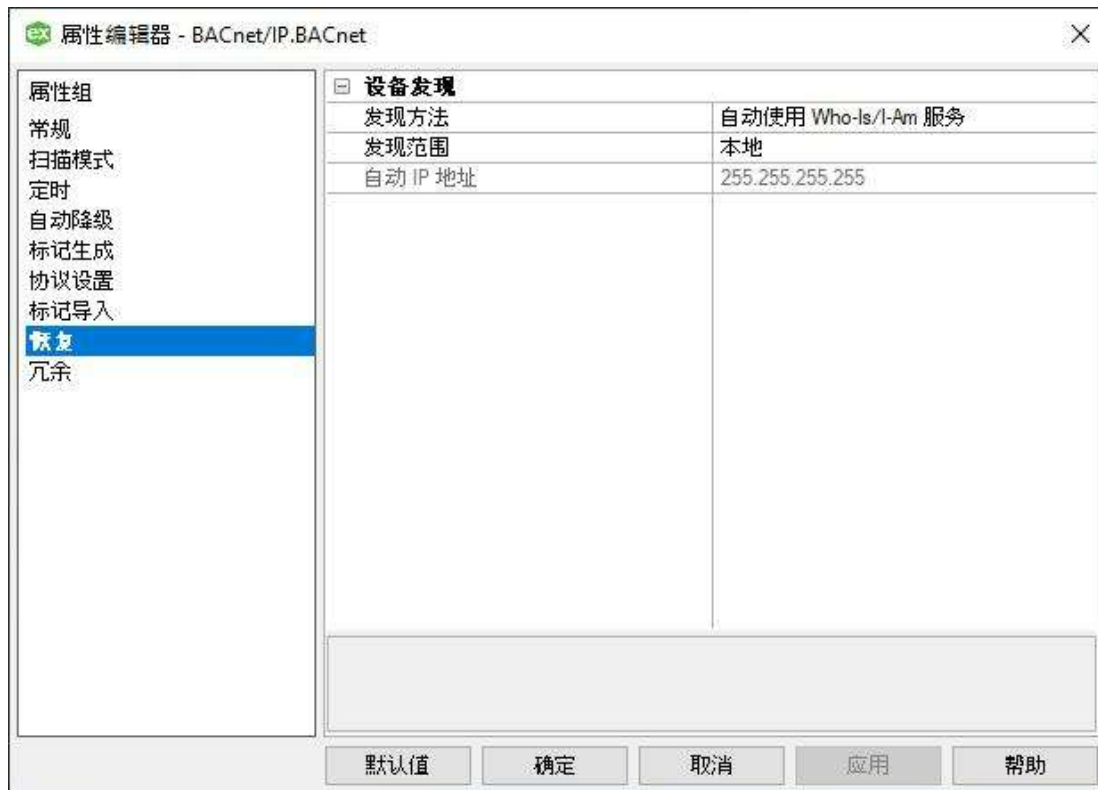 ex 属性编辑器 - BACnet/IP.BACnet
属性组
常规
扫描模式
定时
自动降级
标记生成
协议设置
标记导入
恢复
冗余
设备发现
发现方法 自动使用 Who-Is/I-Am 服务
发现范围 本地
自动 IP 地址 255.255.255.255
默认值 确定 取消 应用 帮助